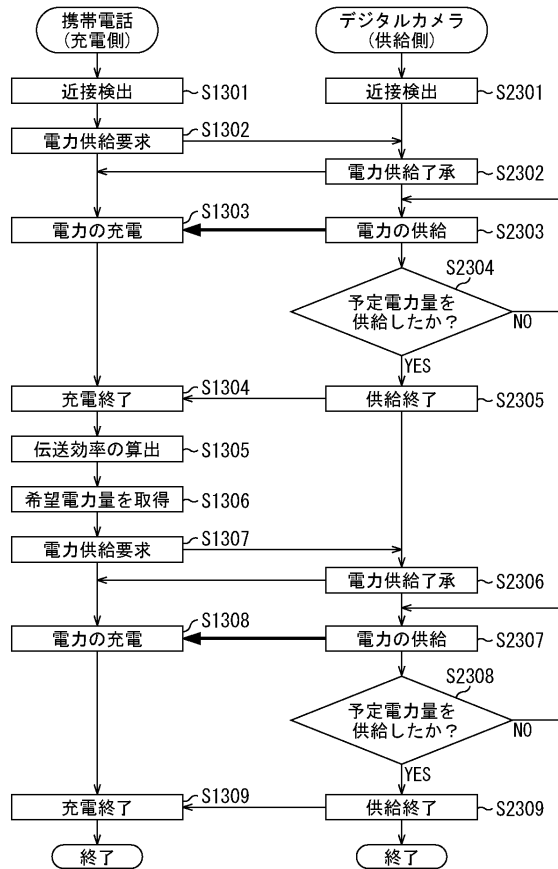 携帯電話
(充電側)
デジタルカメラ
(供給側)
近接検出
S1301
近接検出
S2301
電力供給要求
S1302
電力供給了承
S2302
電力の充電
S1303
電力の供給
S2303
予定電力量を
供給したか?
S2304
NO
YES
充電終了
S1304
供給終了
S2305
伝送効率の算出
S1305
希望電力量を取得
S1306
電力供給要求
S1307
電力供給了承
S2306
電力の充電
S1308
電力の供給
S2307
予定電力量を
供給したか?
S2308
NO
YES
充電終了
S1309
供給終了
S2309
終了
終了